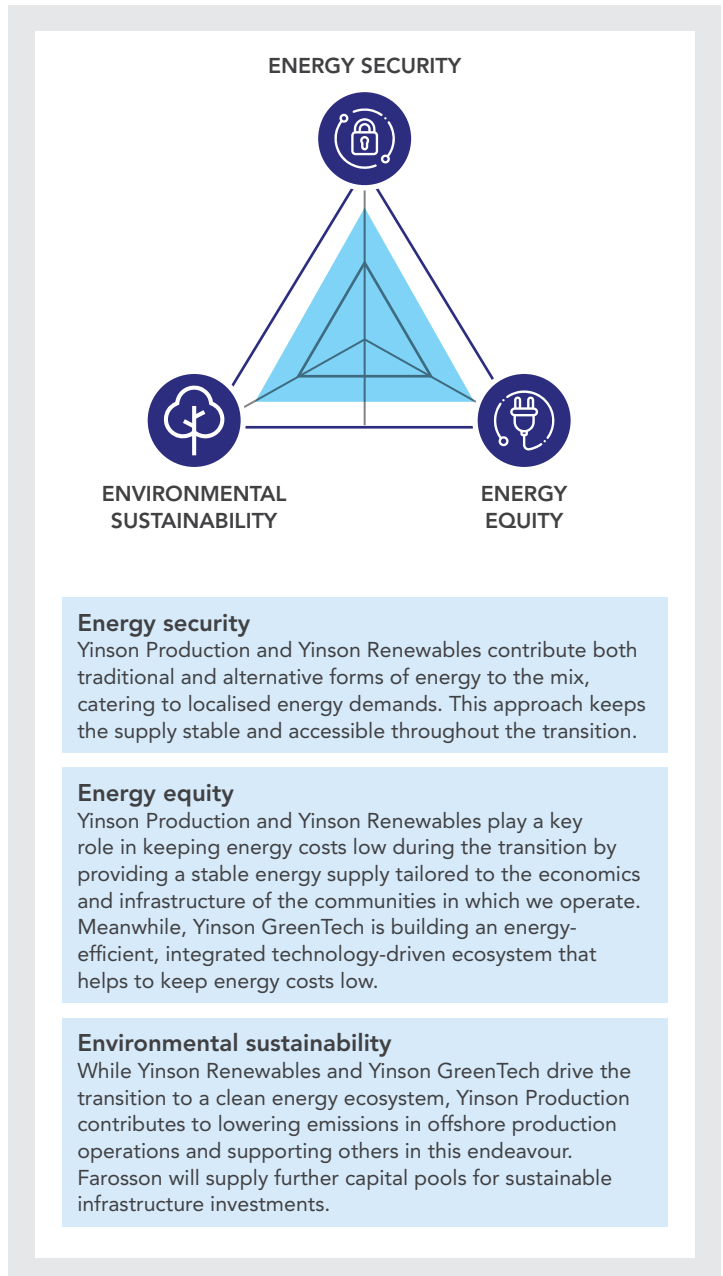 ENERGY SECURITY
ENVIRONMENTAL
SUSTAINABILITY
ENERGY
EQUITY
Energy security
Yinson Production and Yinson Renewables contribute both
traditional and alternative forms of energy to the mix,
catering to localised energy demands. This approach keeps
the supply stable and accessible throughout the transition.
Energy equity
Yinson Production and Yinson Renewables play a key
role in keeping energy costs low during the transition by
providing a stable energy supply tailored to the economics
and infrastructure of the communities in which we operate.
Meanwhile, Yinson GreenTech is building an energy-
efficient, integrated technology-driven ecosystem that
helps to keep energy costs low.
Environmental sustainability
While Yinson Renewables and Yinson GreenTech drive the
transition to a clean energy ecosystem, Yinson Production
contributes to lowering emissions in offshore production
operations and supporting others in this endeavour.
Farosson will supply further capital pools for sustainable
infrastructure investments.